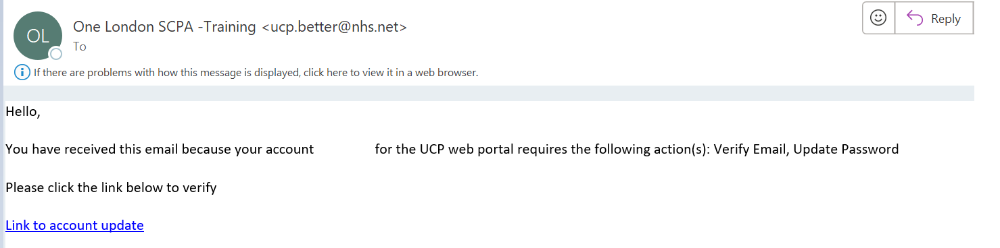 OL
One London SCPA -Training <ucp.better@nhs.net>
To
Reply
If there are problems with how this message is displayed, click here to view it in a web browser.
Hello,
You have received this email because your account for the UCP web portal requires the following action(s): Verify Email, Update Password
Please click the link below to verify
Link to account update